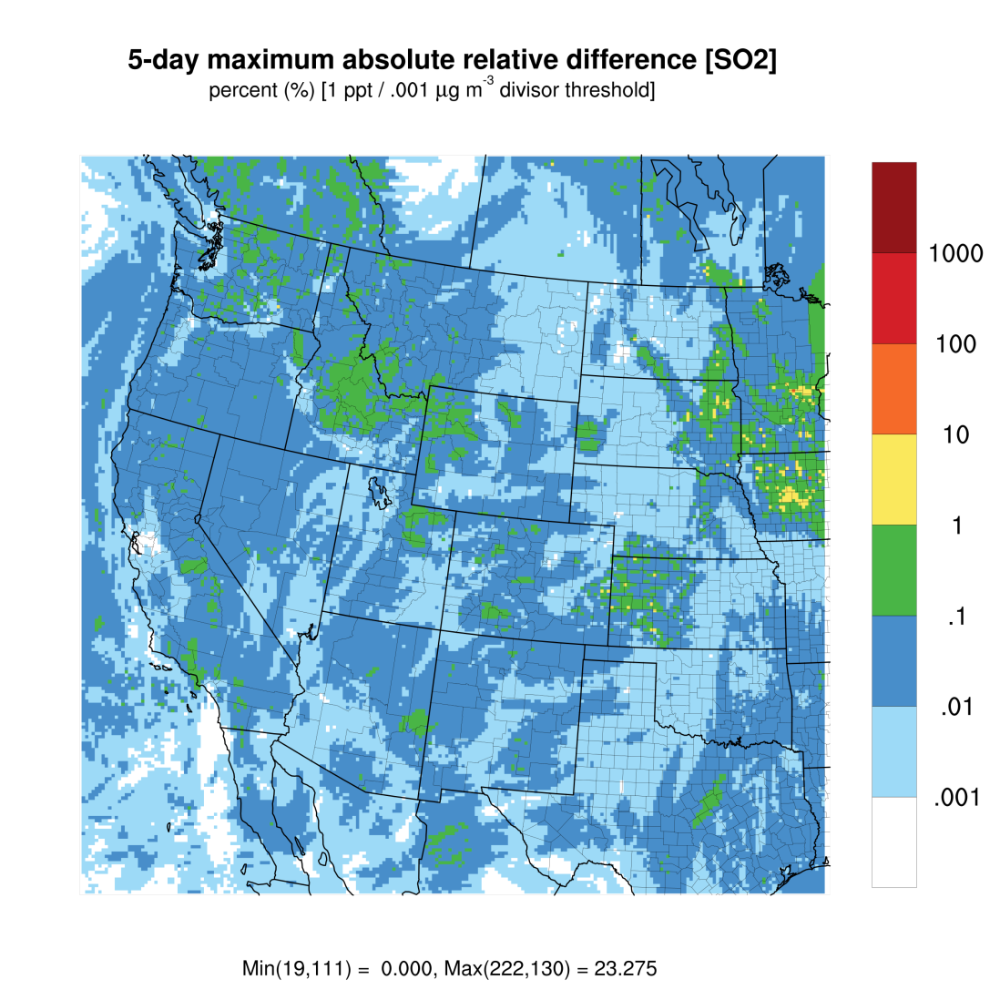 5-day maximum absolute relative difference [SO2]
percent (%) [1 ppt / .001 μg m-3 divisor threshold]
1000
100
10
1
.1
.01
.001
Min(19,111) = 0.000, Max(222,130) = 23.275